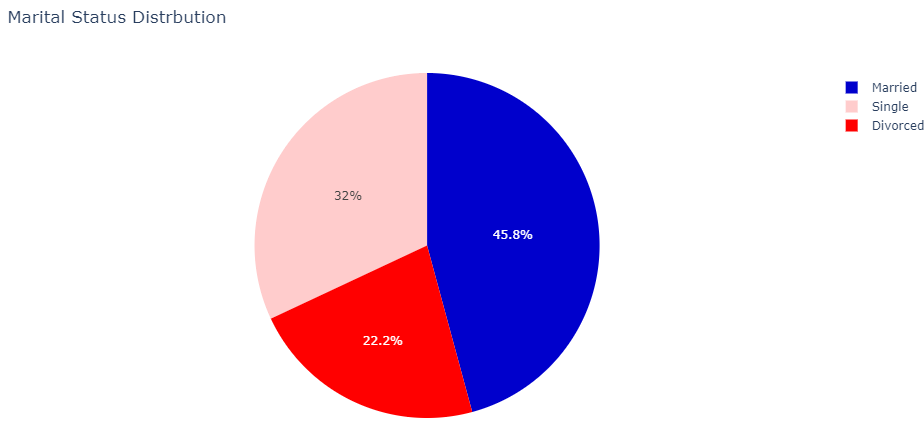 Marital Status Distrbution
Married
Single
Divorced
32%
45.8%
22.2%